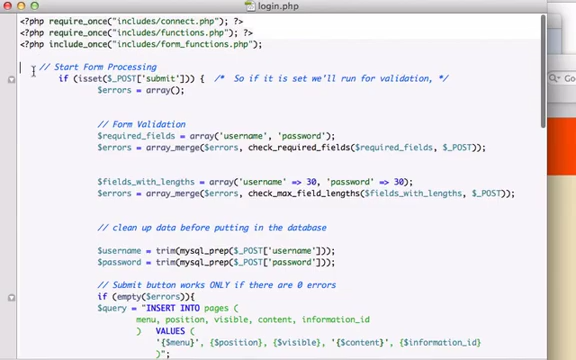 login.php
<?php require_once("includes/connect.php"); ?>
<?php require_once("includes/functions.php"); ?>
<?php include_once("includes/form_functions.php");
// Start Form Processing
if (isset($_POST['submit'])) { /* So if it is set we'll run for validation, */
$errors = array();
// Form Validation
$required_fields = array('username', 'password');
$errors = array_merge($errors, check_required_fields($required_fields, $_POST));
$fields_with_lengths = array('username' => 30, 'password' => 30);
$errors = array_merge($errors, check_max_field_lengths($fields_with_lengths, $_POST));
// clean up data before putting in the database
$username = trim(mysql_prep($_POST['username']));
$password = trim(mysql_prep($_POST['password']));
// Submit button works ONLY if there are 0 errors
if (empty($errors)){
$query = "INSERT INTO pages (
menu, position, visible, content, information_id
) VALUES (
'{$menu}', {$position}, {$visible}, '{$content}', {$information_id}
)";